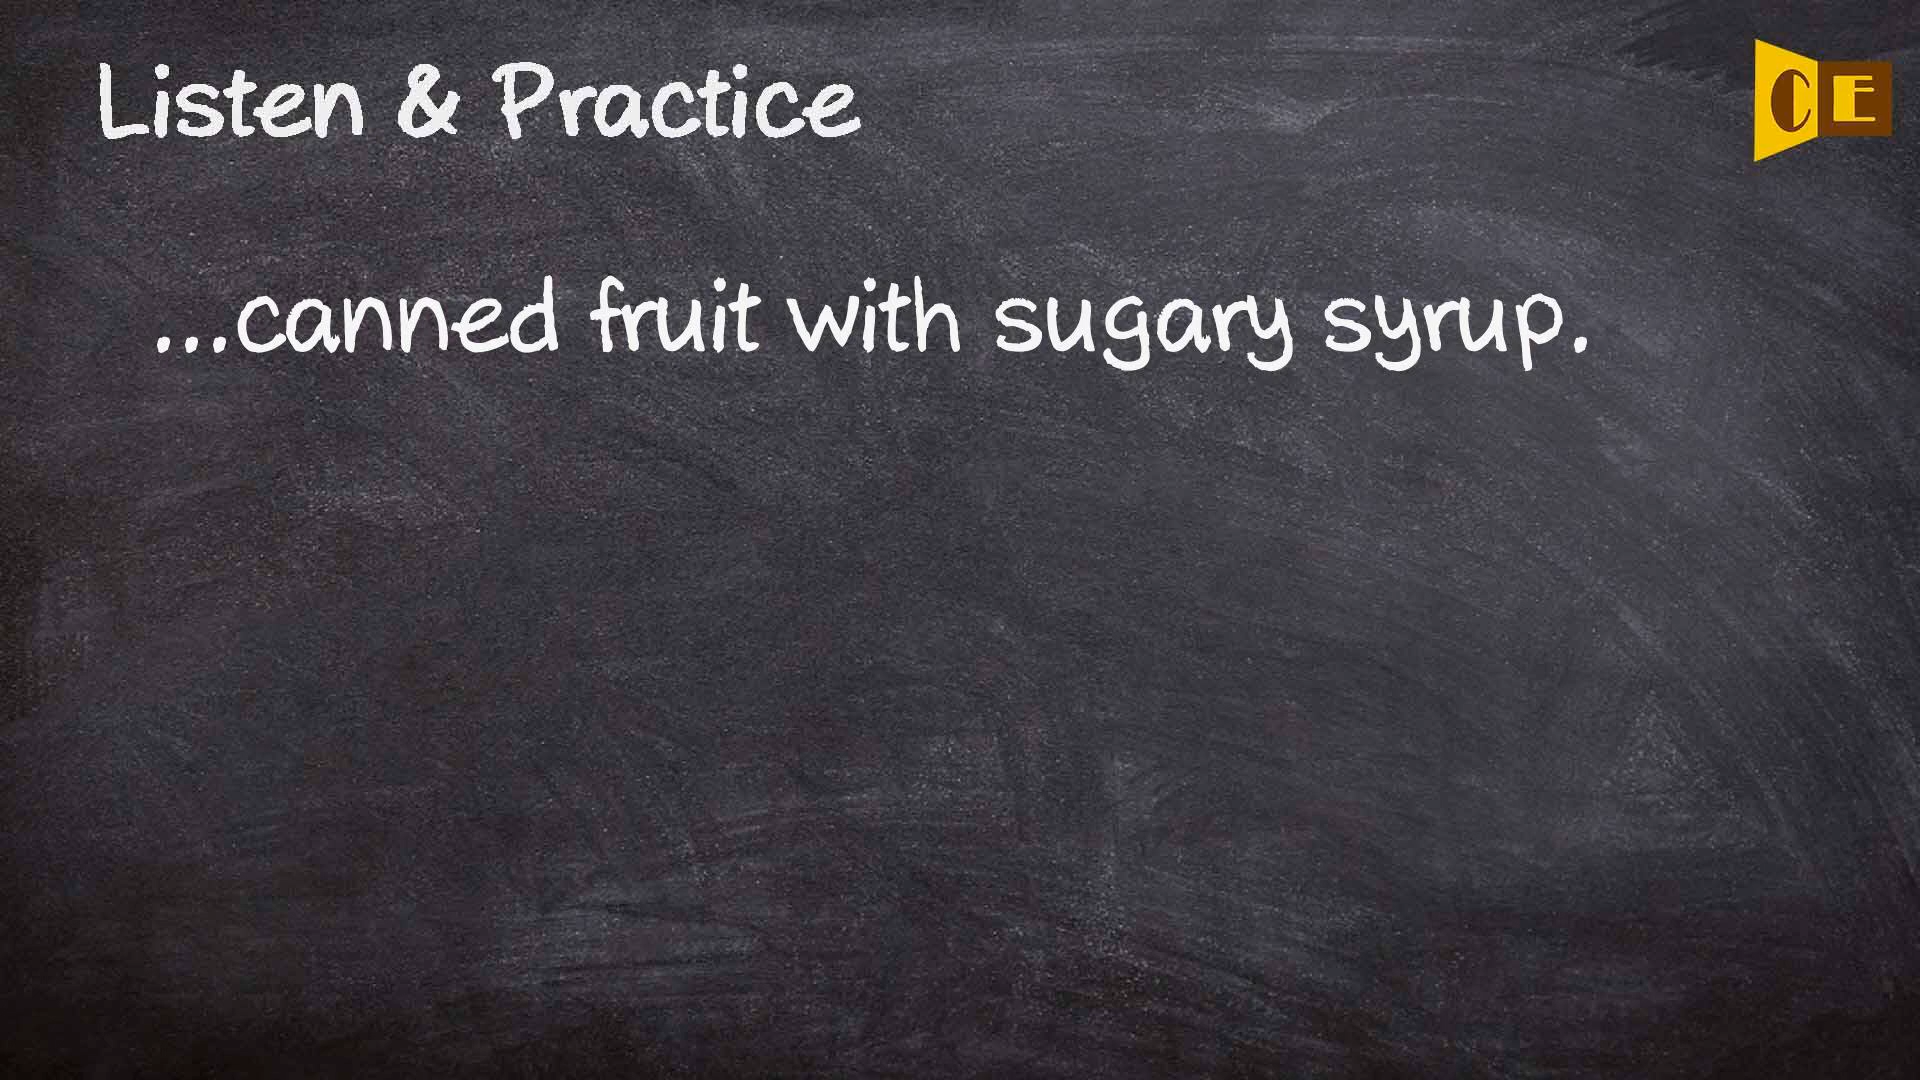 Listen & Practice
CE
...canned fruit with sugary syrup.